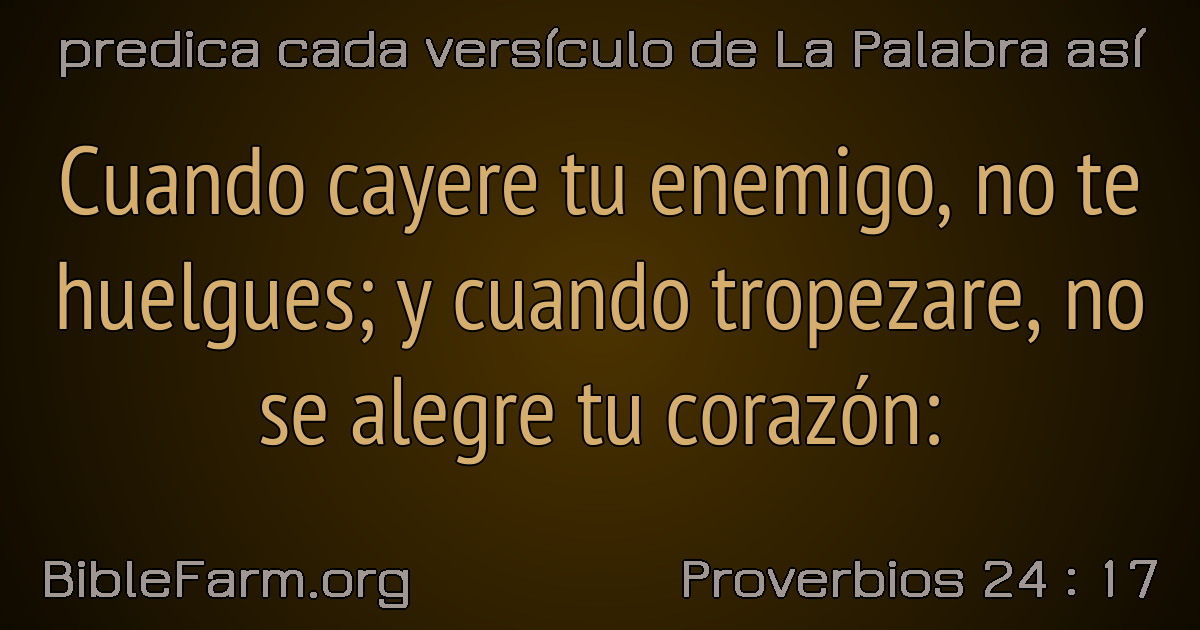 predica cada versículo de La Palabra así
Cuando cayere tu enemigo, no te
huelgues; y cuando tropezare, no
se alegre tu corazón:
BibleFarm.org
Proverbios 24 : 17